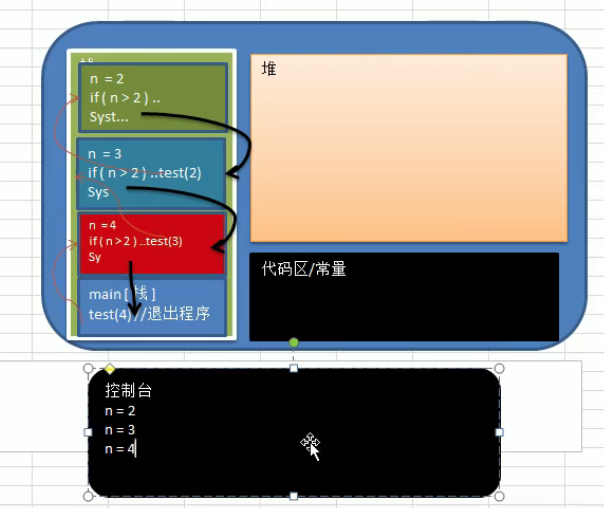 n = 2
if ( n > 2 ) ..
Syst...
n = 3
if ( n > 2 ) ..test(2)
Sys
n = 4
if ( n > 2 ) ..test(3)
Sy
main [ 栈 ]
test(4) //退出程序
堆
代码区/常量
控制台
n = 2
n = 3
n = 4